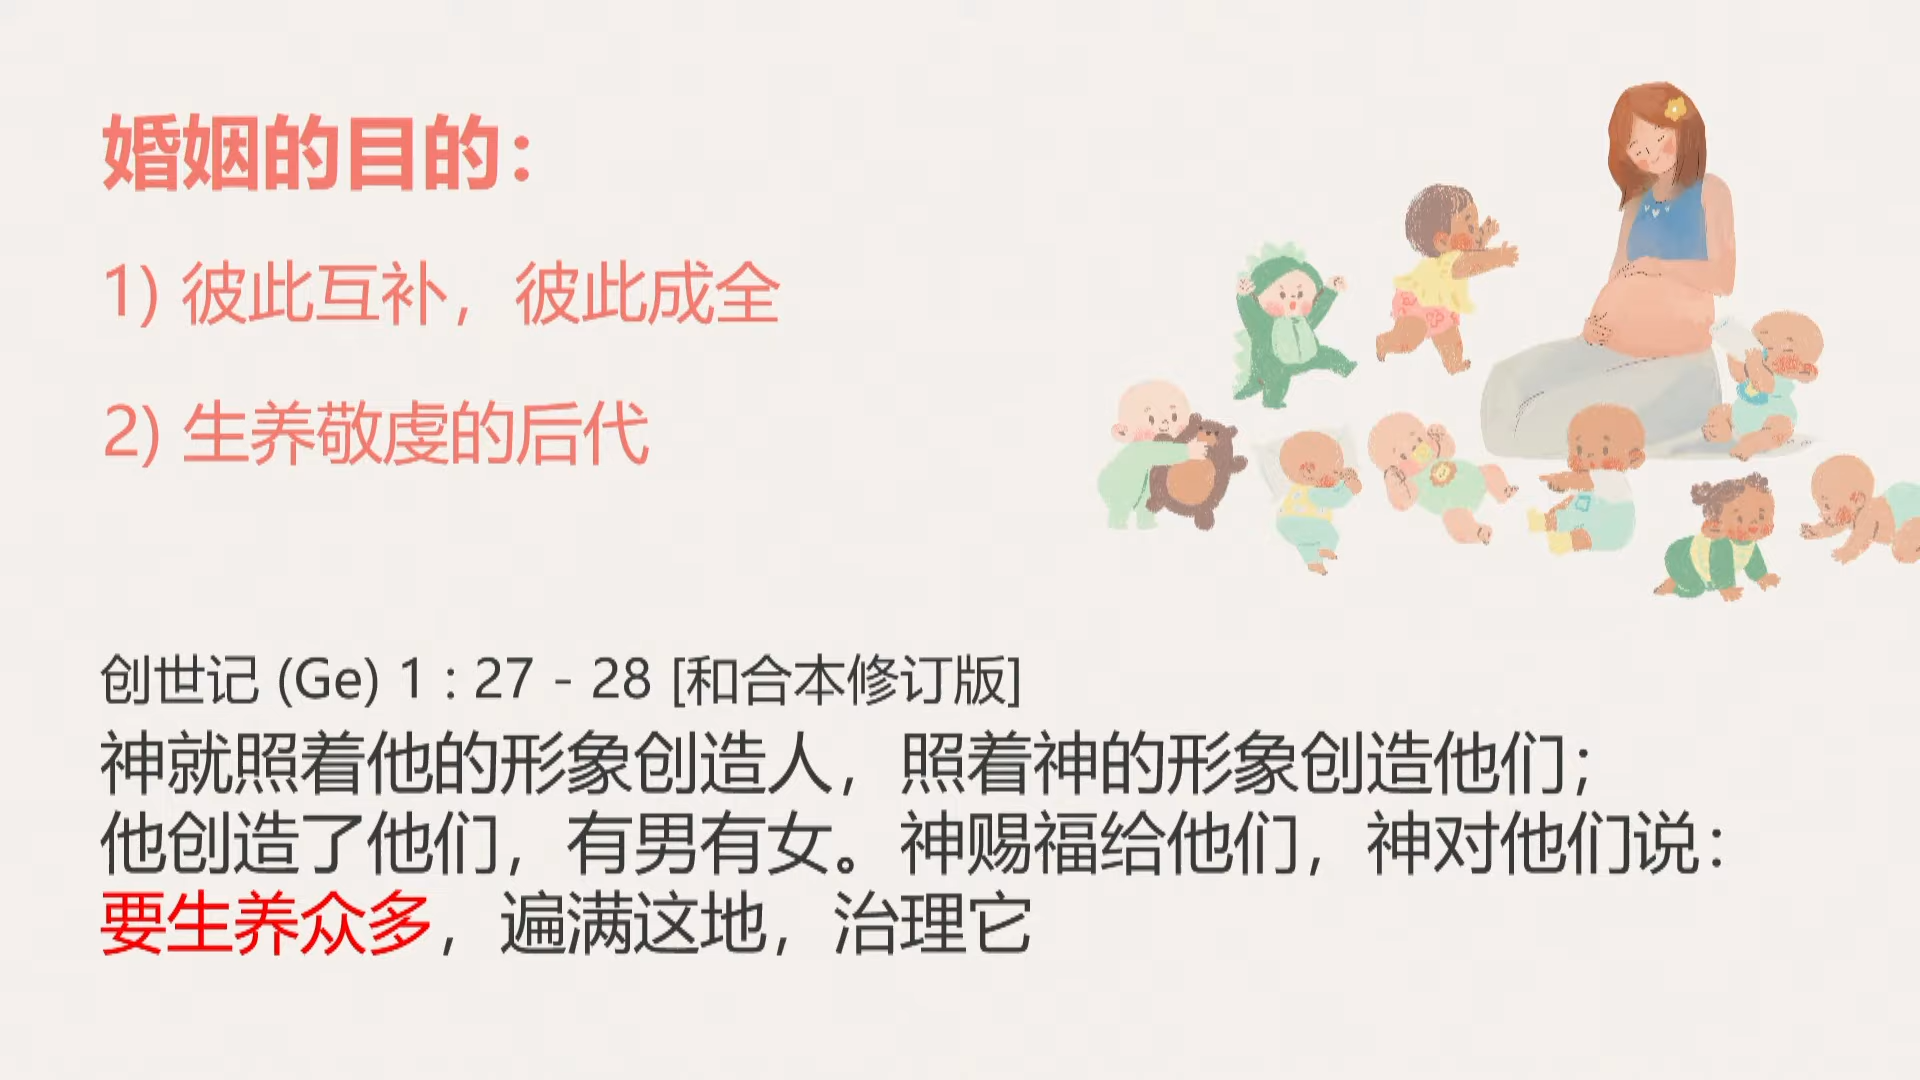 婚姻的目的：
1) 彼此互补，彼此成全
2) 生养敬虔的后代
创世记 (Ge) 1 : 27 - 28 [和合本修订版]
神就照着他的形象创造人，照着神的形象创造他们；
他创造了他们，有男有女。神赐福给他们，神对他们说：
要生养众多，遍满这地，治理它